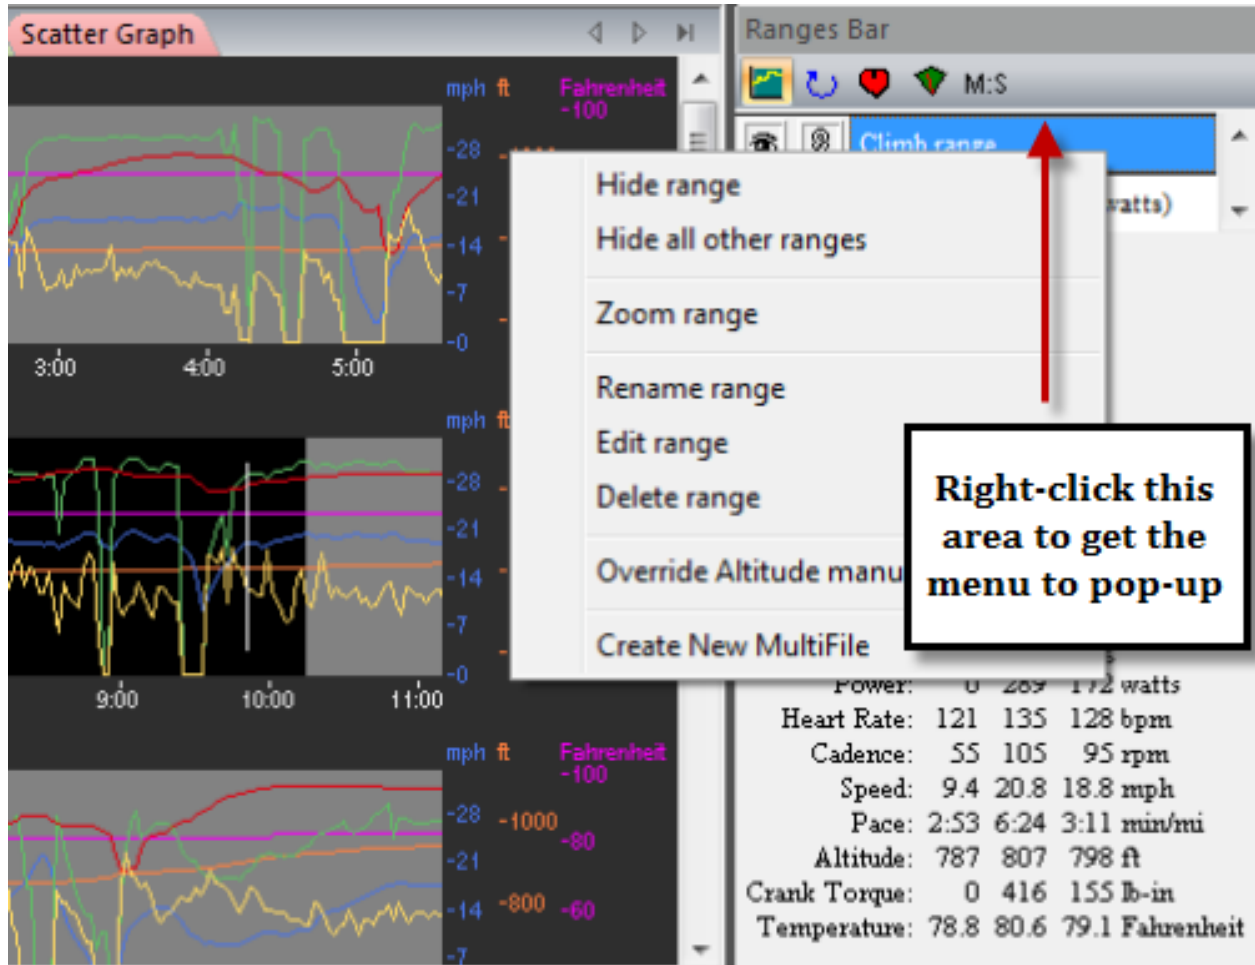 Scatter Graph
Ranges Bar
M:S
mph ft Fahrenheit
-100
-28
-21
-14
-7
-0
3:00 4:00 5:00
Climb range
watts)
Hide range
Hide all other ranges
Zoom range
Rename range
Edit range
Delete range
Override Altitude manu
Create New MultiFile
Right-click this
area to get the
menu to pop-up
mph ft
-28
-21
-14
-7
-0
9:00 10:00 11:00
mph ft Fahrenheit
-100
-28 -1000
-80
-21
-14 -800 -60
-7
Power: 0 289 172 watts
Heart Rate: 121 135 128 bpm
Cadence: 55 105 95 rpm
Speed: 9.4 20.8 18.8 mph
Pace: 2:53 6:24 3:11 min/mi
Altitude: 787 807 798 ft
Crank Torque: 0 416 155 lb-in
Temperature: 78.8 80.6 79.1 Fahrenheit